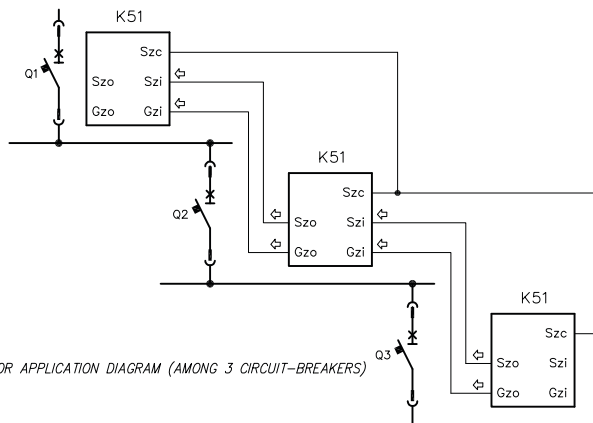 K51
Szc
Q1
Szo Szi
Gzo Gzi
K51
Szc
Q2
Szo Szi
Gzo Gzi
K51
Szc
Q3
Szo Szi
Gzo Gzi
APPLICATION DIAGRAM (AMONG 3 CIRCUIT-BREAKERS)